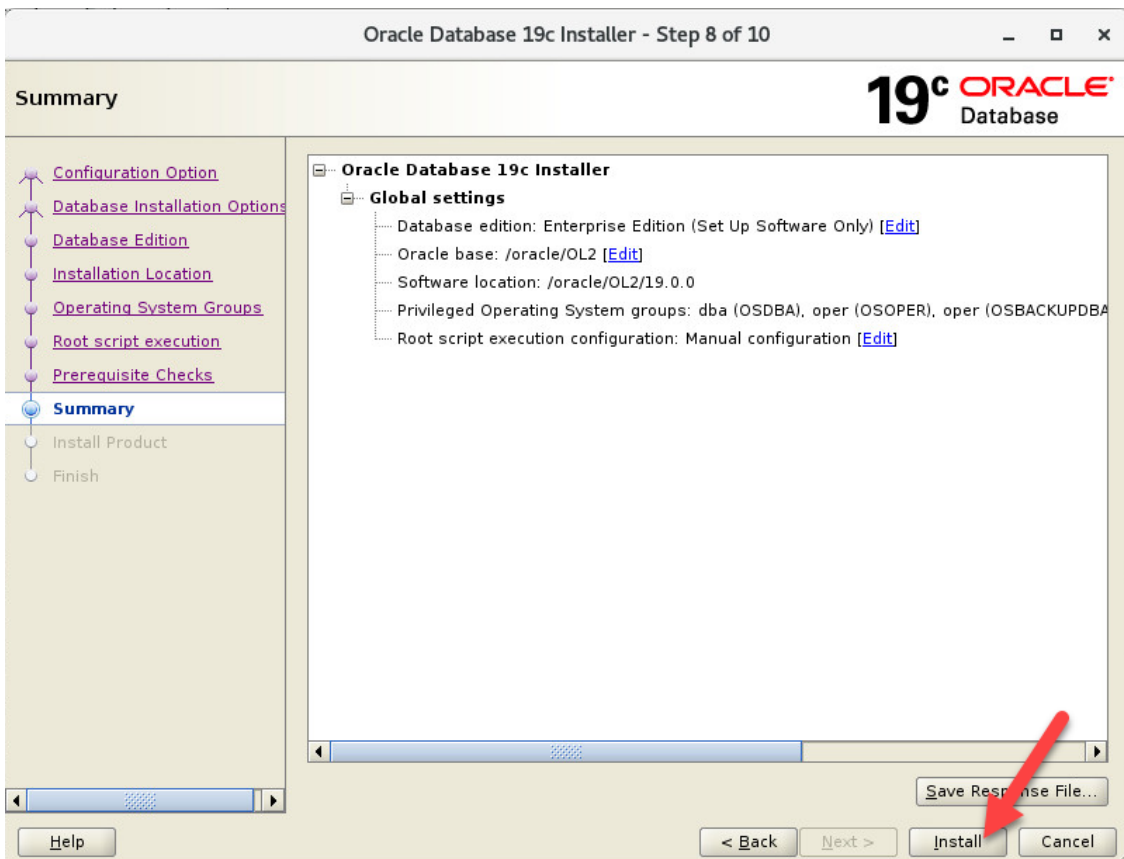 Oracle Database 19c Installer - Step 8 of 10
Summary
19c ORACLE
Database
Configuration Option
Database Installation Options
Database Edition
Installation Location
Operating System Groups
Root script execution
Prerequisite Checks
Summary
Install Product
Finish
Oracle Database 19c Installer
Global settings
Database edition: Enterprise Edition (Set Up Software Only) [Edit]
Oracle base: /oracle/OL2 [Edit]
Software location: /oracle/OL2/19.0.0
Privileged Operating System groups: dba (OSDBA), oper (OSOPER), oper (OSBACKUPDBA
Root script execution configuration: Manual configuration [Edit]
Save Response File...
Help
< Back
Next >
Install
Cancel